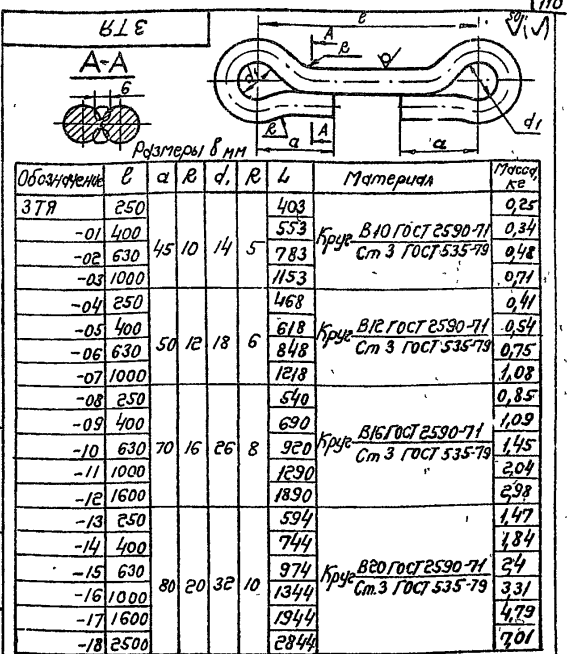 ЗТЯ
А-А
6
Размеры в мм
l
А
R
d
d₁
R
А
a
a
Обозначение l a R d₁ R L Материал Масса, кг
ЗТЯ 250 45 10 14 5 403 Круг В10 ГОСТ 2590-71 / Ст 3 ГОСТ 535-79 0,25
-01 400 553 0,34
-02 630 783 0,48
-03 1000 1153 0,71
-04 250 50 12 18 6 468 Круг В12 ГОСТ 2590-71 / Ст 3 ГОСТ 535-79 0,41
-05 400 618 0,54
-06 630 848 0,75
-07 1000 1218 1,08
-08 250 70 16 26 8 540 Круг В16 ГОСТ 2590-71 / Ст 3 ГОСТ 535-79 0,85
-09 400 690 1,09
-10 630 920 1,45
-11 1000 1290 2,04
-12 1600 1890 2,98
-13 250 80 20 32 10 594 Круг В20 ГОСТ 2590-71 / Ст.3 ГОСТ 535-79 1,47
-14 400 744 1,84
-15 630 974 24
-16 1000 1344 3,31
-17 1600 1944 4,79
-18 2500 2844 7,01